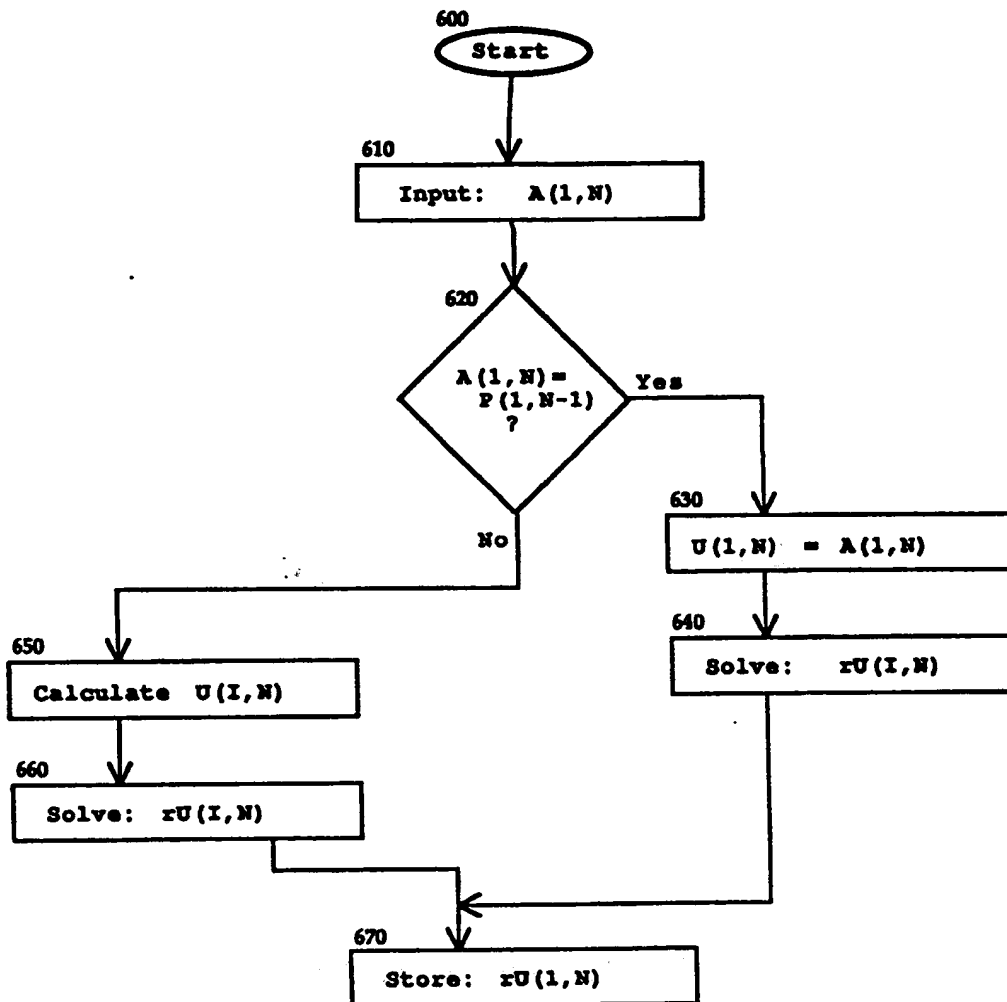 600
Start
610
Input: A(1,N)
620
A(1,N)=
P(1,N-1)
?
Yes
No
630
U(1,N) = A(1,N)
640
Solve: rU(I,N)
650
Calculate U(I,N)
660
Solve: rU(I,N)
670
Store: rU(1,N)